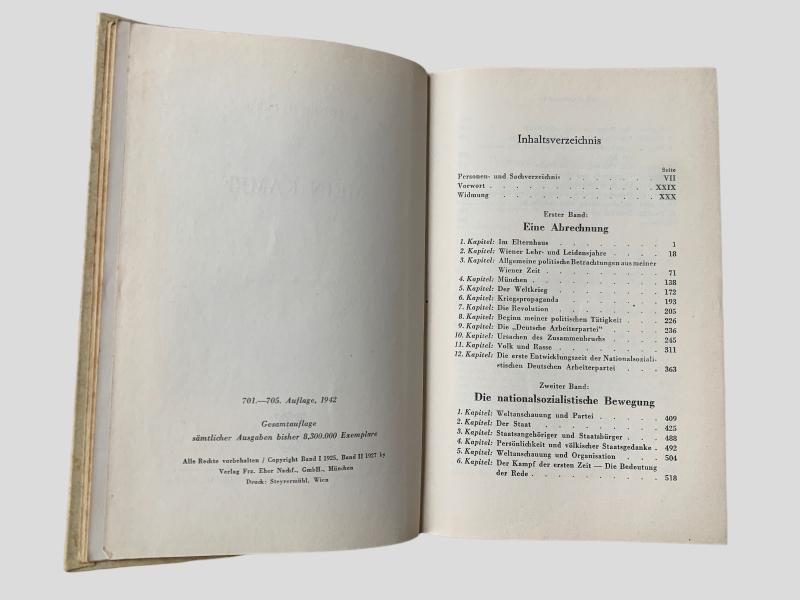 701.—705. Auflage, 1942
Gesamtauflage
sämtlicher Ausgaben bisher 8,300.000 Exemplare
Alle Rechte vorbehalten / Copyright Band I 1925, Band II 1927 by
Verlag Frz. Eher Nachf., GmbH., München
Druck: Steyrermühl, Wien
Inhaltsverzeichnis
Seite
Personen- und Sachverzeichnis . . . . . . . VII
Vorwort . . . . . . . . . . . XXIX
Widmung . . . . . . . . . . . XXX
Erster Band:
Eine Abrechnung
1. Kapitel: Im Elternhaus . . . . . . . 1
2. Kapitel: Wiener Lehr- und Leidensjahre . . . . 18
3. Kapitel: Allgemeine politische Betrachtungen aus meiner
Wiener Zeit . . . . . . . 71
4. Kapitel: München . . . . . . . . 138
5. Kapitel: Der Weltkrieg . . . . . . . 172
6. Kapitel: Kriegspropaganda . . . . . . 193
7. Kapitel: Die Revolution . . . . . . 205
8. Kapitel: Beginn meiner politischen Tätigkeit . . . 226
9. Kapitel: Die „Deutsche Arbeiterpartei“ . . . . 236
10. Kapitel: Ursachen des Zusammenbruchs . . . . 245
11. Kapitel: Volk und Rasse . . . . . . 311
12. Kapitel: Die erste Entwicklungszeit der Nationalsoziali-
stischen Deutschen Arbeiterpartei . . . . 363
Zweiter Band:
Die nationalsozialistische Bewegung
1. Kapitel: Weltanschauung und Partei . . . . . 409
2. Kapitel: Der Staat . . . . . . . . 425
3. Kapitel: Staatsangehöriger und Staatsbürger . . . 488
4. Kapitel: Persönlichkeit und völkischer Staatsgedanke . 492
5. Kapitel: Weltanschauung und Organisation . . . . 504
6. Kapitel: Der Kampf der ersten Zeit — Die Bedeutung
der Rede . . . . . . . . 518